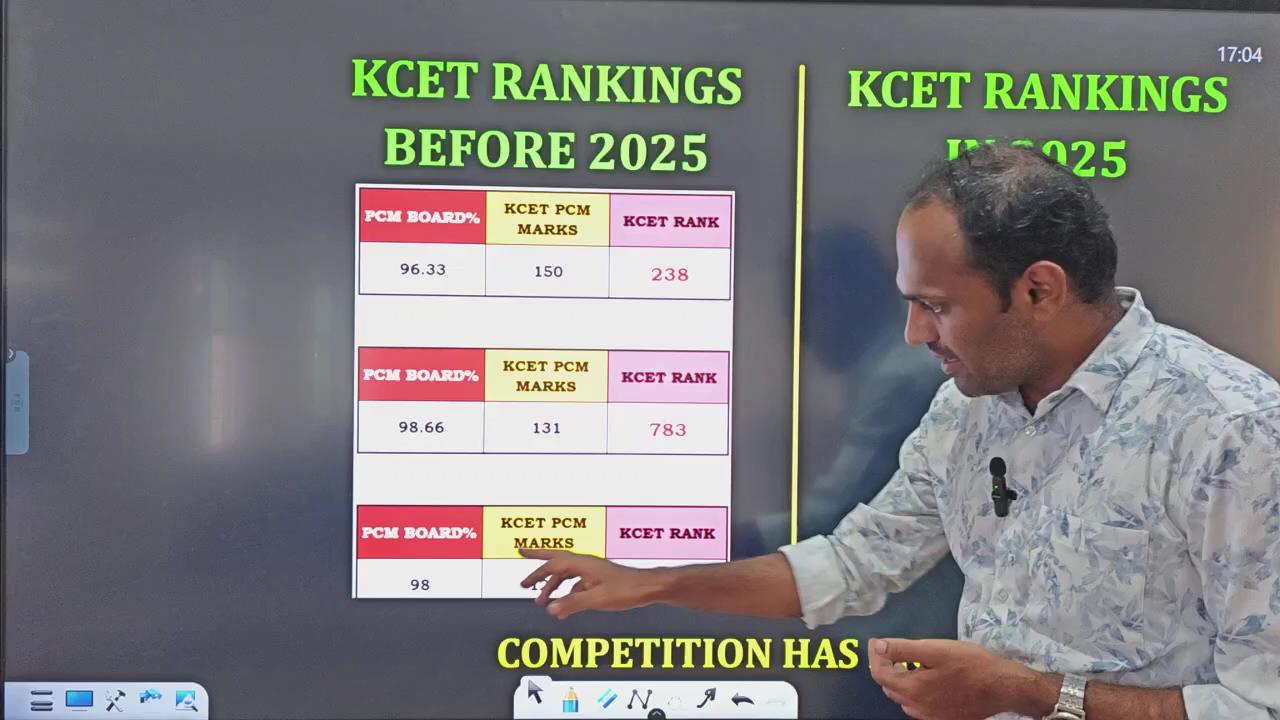 17:04
KCET RANKINGS
BEFORE 2025
PCM BOARD% KCET PCM MARKS KCET RANK
96.33 150 238
PCM BOARD% KCET PCM MARKS KCET RANK
98.66 131 783
PCM BOARD% KCET PCM MARKS KCET RANK
98
KCET RANKINGS
2025
COMPETITION HAS